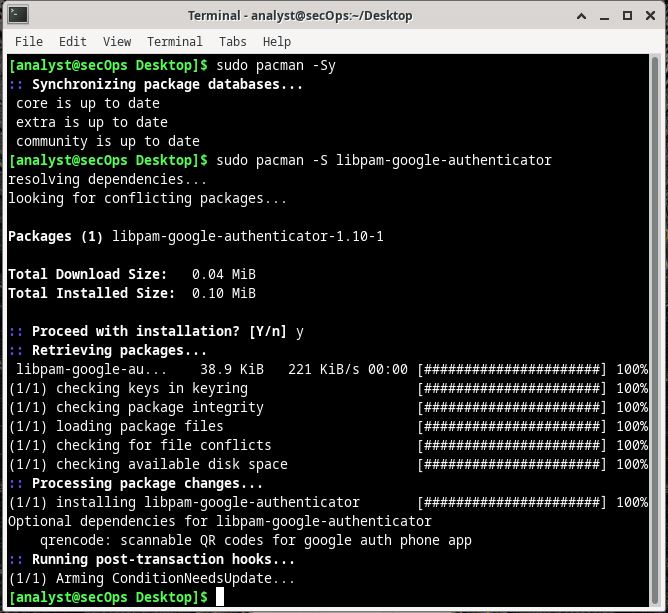 Terminal - analyst@secOps:~/Desktop
File Edit View Terminal Tabs Help
[analyst@secOps Desktop]$ sudo pacman -Sy
:: Synchronizing package databases...
 core is up to date
 extra is up to date
 community is up to date
[analyst@secOps Desktop]$ sudo pacman -S libpam-google-authenticator
resolving dependencies...
looking for conflicting packages...

Packages (1) libpam-google-authenticator-1.10-1

Total Download Size:   0.04 MiB
Total Installed Size:  0.10 MiB

:: Proceed with installation? [Y/n] y
:: Retrieving packages...
 libpam-google-au...    38.9 KiB   221 KiB/s 00:00 [######################] 100%
(1/1) checking keys in keyring                     [######################] 100%
(1/1) checking package integrity                   [######################] 100%
(1/1) loading package files                        [######################] 100%
(1/1) checking for file conflicts                  [######################] 100%
(1/1) checking available disk space                [######################] 100%
:: Processing package changes...
(1/1) installing libpam-google-authenticator       [######################] 100%
Optional dependencies for libpam-google-authenticator
    qrencode: scannable QR codes for google auth phone app
:: Running post-transaction hooks...
(1/1) Arming ConditionNeedsUpdate...
[analyst@secOps Desktop]$